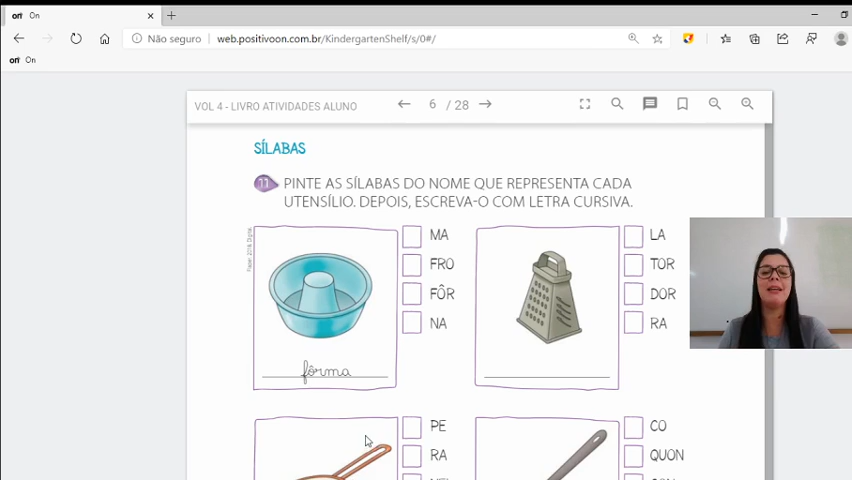 On
Não seguro
web.positivoon.com.br/KindergartenShelf/s/0#/
On
VOL 4 - LIVRO ATIVIDADES ALUNO
6 / 28
SÍLABAS
11 PINTE AS SÍLABAS DO NOME QUE REPRESENTA CADA
UTENSÍLIO. DEPOIS, ESCREVA-O COM LETRA CURSIVA.
MA
FRO
FÔR
NA
fôrma
LA
TOR
DOR
RA
PE
RA
CO
QUON